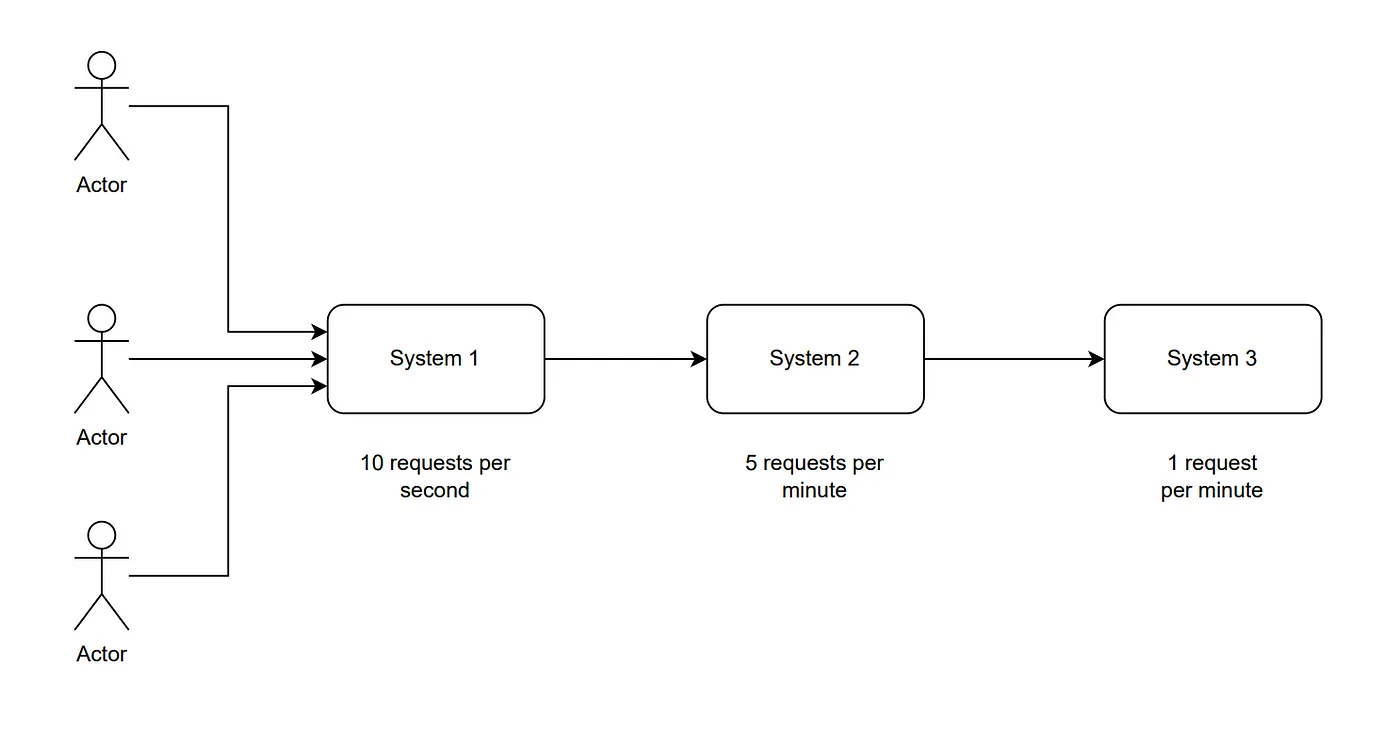 Actor
Actor
Actor
System 1
10 requests per
second
System 2
5 requests per
minute
System 3
1 request
per minute